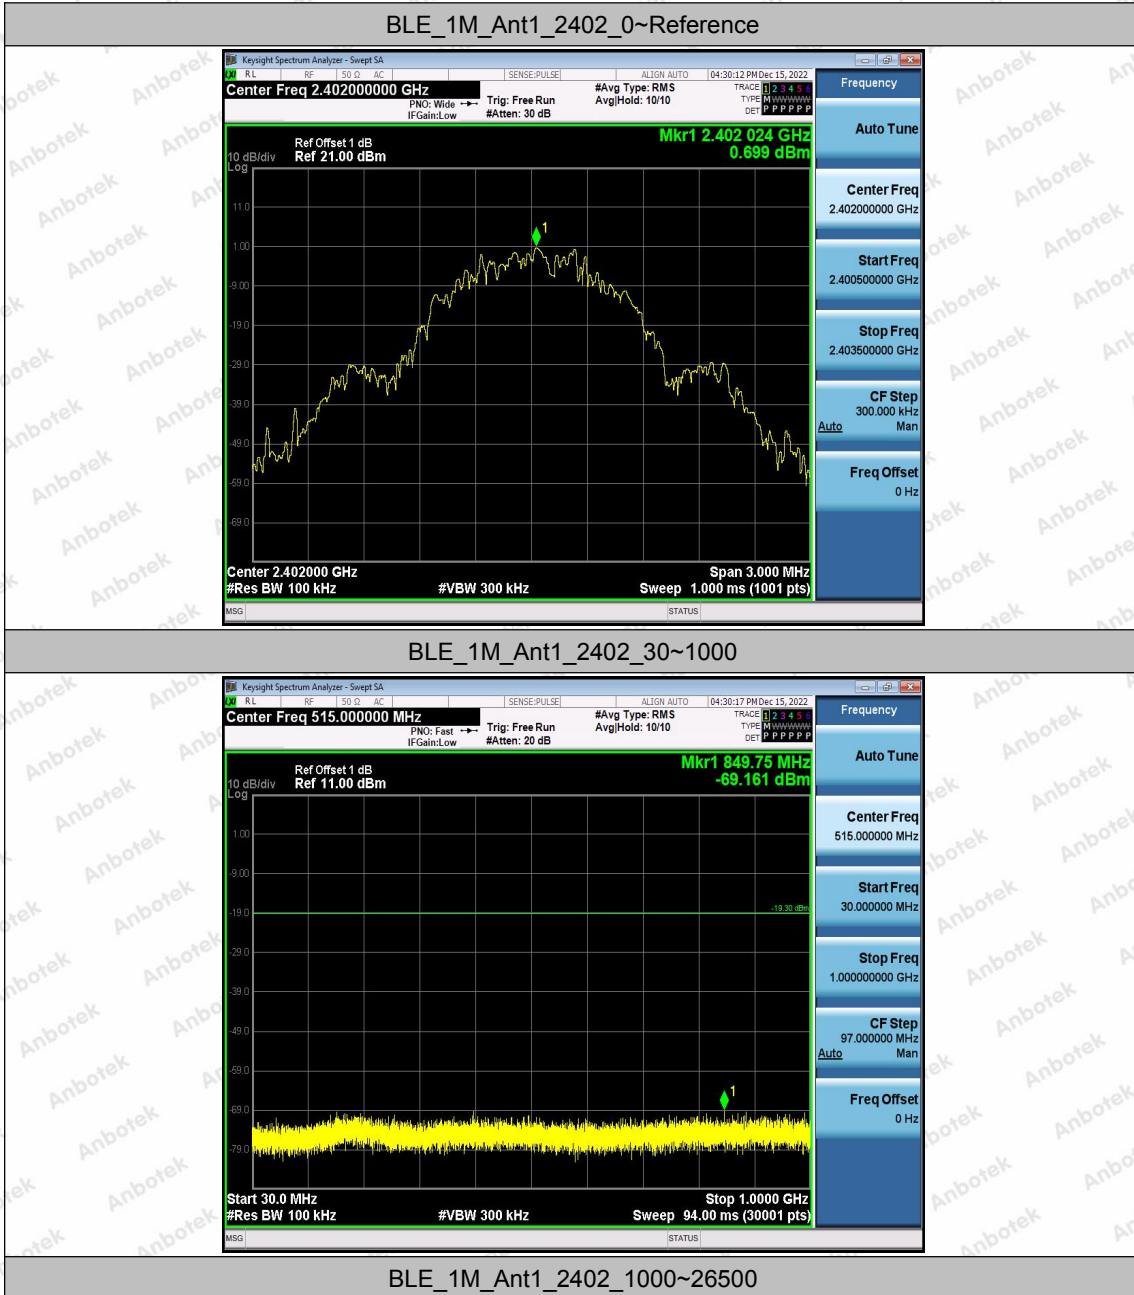 BLE_1M_Ant1_2402_0~Reference
Keysight Spectrum Analyzer - Swept SA
LXI RL RF 50 Ω AC SENSE:PULSE ALIGN AUTO 04:30:12 PM Dec 15, 2022
Center Freq 2.402000000 GHz
PNO: Wide
IFGain:Low
Trig: Free Run
#Atten: 30 dB
#Avg Type: RMS
Avg|Hold: 10/10
TRACE 1 2 3 4 5 6
TYPE M WWWWW
DET P P P P P P
Mkr1 2.402 024 GHz
0.699 dBm
Ref Offset 1 dB
10 dB/div Ref 21.00 dBm
Log
11.0
1.00
-9.00
-19.0
-29.0
-39.0
-49.0
-59.0
-69.0
1
Center 2.402000 GHz Span 3.000 MHz
#Res BW 100 kHz #VBW 300 kHz Sweep 1.000 ms (1001 pts)
MSG STATUS
Frequency
Auto Tune
Center Freq
2.402000000 GHz
Start Freq
2.400500000 GHz
Stop Freq
2.403500000 GHz
CF Step
300.000 kHz
Auto Man
Freq Offset
0 Hz
BLE_1M_Ant1_2402_30~1000
Keysight Spectrum Analyzer - Swept SA
LXI RL RF 50 Ω AC SENSE:PULSE ALIGN AUTO 04:30:17 PM Dec 15, 2022
Center Freq 515.000000 MHz
PNO: Fast
IFGain:Low
Trig: Free Run
#Atten: 20 dB
#Avg Type: RMS
Avg|Hold: 10/10
TRACE 1 2 3 4 5 6
TYPE M WWWWW
DET P P P P P P
Mkr1 849.75 MHz
-69.161 dBm
Ref Offset 1 dB
10 dB/div Ref 11.00 dBm
Log
1.00
-9.00
-19.0
-29.0
-39.0
-49.0
-59.0
-69.0
-79.0
-19.30 dBm
1
Start 30.0 MHz Stop 1.0000 GHz
#Res BW 100 kHz #VBW 300 kHz Sweep 94.00 ms (30001 pts)
MSG STATUS
Frequency
Auto Tune
Center Freq
515.000000 MHz
Start Freq
30.000000 MHz
Stop Freq
1.000000000 GHz
CF Step
97.000000 MHz
Auto Man
Freq Offset
0 Hz
BLE_1M_Ant1_2402_1000~26500
Anbotek